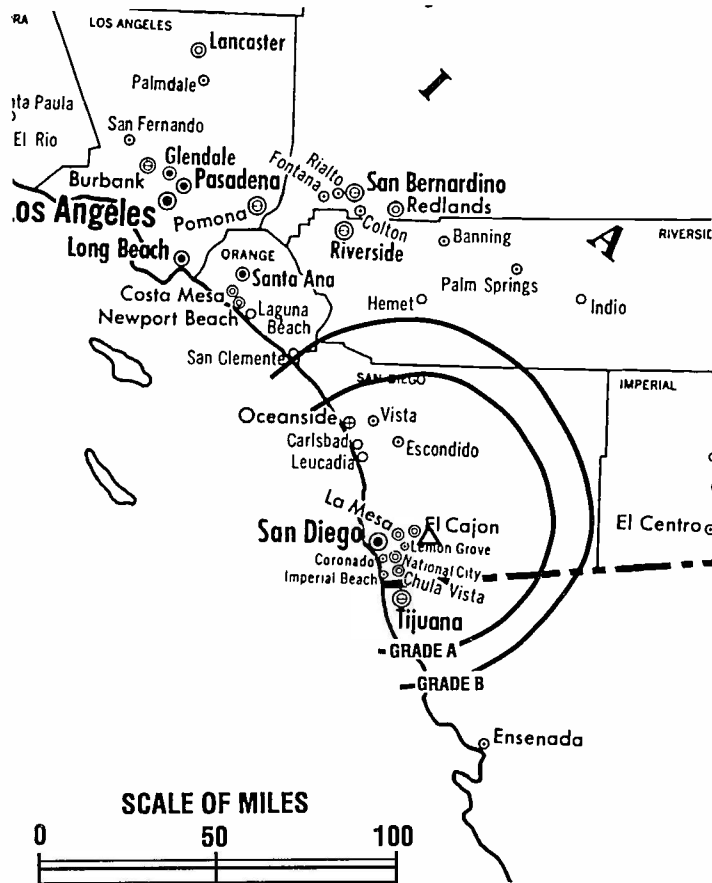 RA
LOS ANGELES
Lancaster
I
Palmdale
nta Paula
San Fernando
El Rio
Glendale
Burbank
Pasadena
Rialto
Fontana
San Bernardino
Los Angeles
Pomona
Redlands
Colton
Riverside
Long Beach
ORANGE
Banning
A
RIVERSID
Santa Ana
Palm Springs
Costa Mesa
Newport Beach
Laguna
Beach
Hemet
Indio
San Clemente
SAN DIEGO
IMPERIAL
Oceanside
Vista
Carlsbad
Escondido
Leucadia
La Mesa
El Cajon
El Centro
San Diego
Lemon Grove
Coronado
National City
Imperial Beach
Chula Vista
Tijuana
GRADE A
GRADE B
Ensenada
SCALE OF MILES
0 50 100